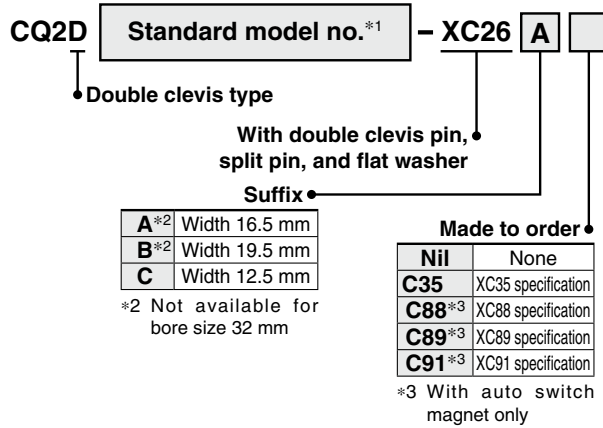 CQ2D Standard model no.*1 – XC26 A
Double clevis type
With double clevis pin,
split pin, and flat washer
Suffix
A*2 Width 16.5 mm
B*2 Width 19.5 mm
C Width 12.5 mm
*2 Not available for
bore size 32 mm
Made to order
Nil None
C35 XC35 specification
C88*3 XC88 specification
C89*3 XC89 specification
C91*3 XC91 specification
*3 With auto switch
magnet only